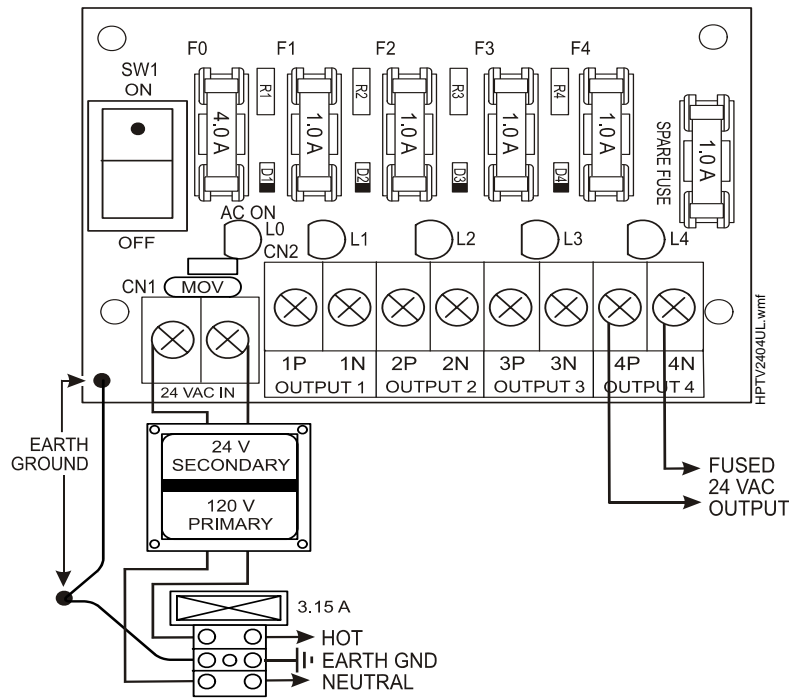 F0 F1 F2 F3 F4
SW1
ON
OFF
4.0 A
R1
D1
1.0 A
R2
D2
1.0 A
R3
D3
1.0 A
R4
D4
1.0 A
SPARE FUSE
1.0 A
AC ON
L0
CN2
L1
L2
L3
L4
CN1
MOV
1P 1N 2P 2N 3P 3N 4P 4N
24 VAC IN
OUTPUT 1 OUTPUT 2 OUTPUT 3 OUTPUT 4
HPTV2404UL.wmf
EARTH
GROUND
24 V
SECONDARY
120 V
PRIMARY
FUSED
24 VAC
OUTPUT
3.15 A
HOT
EARTH GND
NEUTRAL